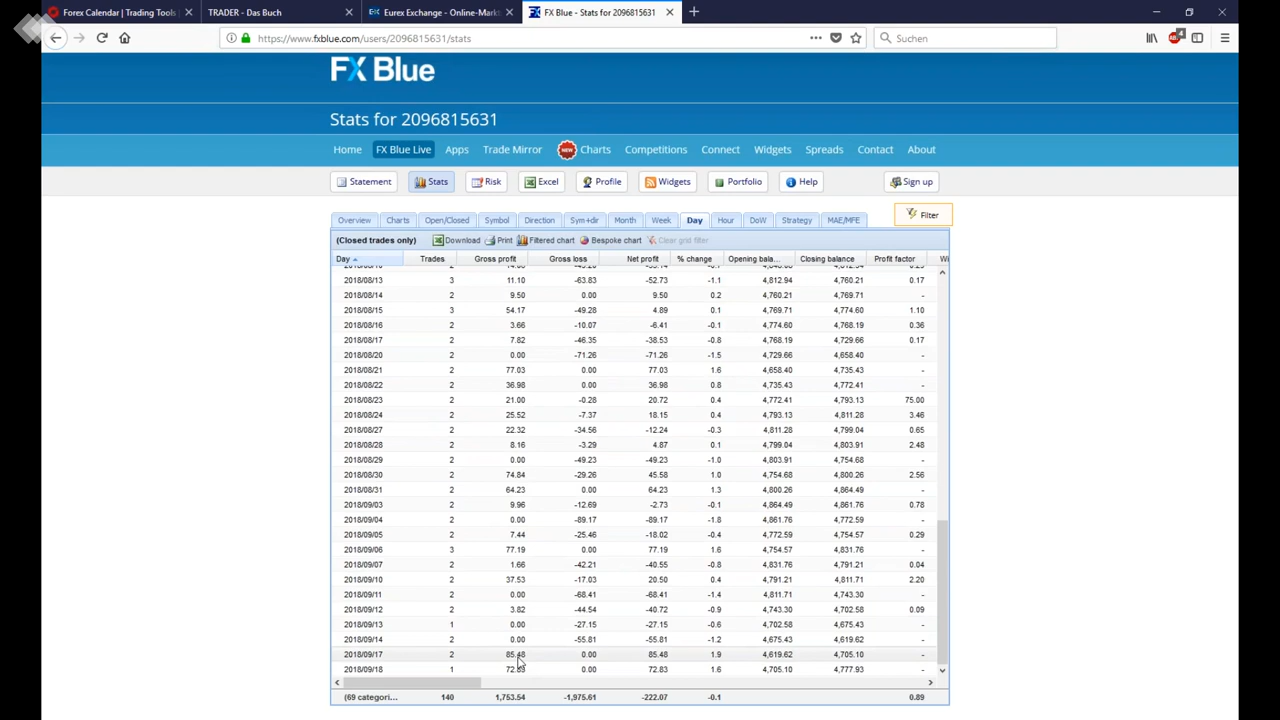 Forex Calendar | Trading Tools TRADER - Das Buch Eurex Exchange - Online-Markt FX Blue - Stats for 2096815631
https://www.fxblue.com/users/2096815631/stats Suchen 4
FX Blue
Stats for 2096815631
Home FX Blue Live Apps Trade Mirror NEW Charts Competitions Connect Widgets Spreads Contact About
Statement Stats Risk Excel Profile Widgets Portfolio Help Sign up
Filter
Overview Charts Open/Closed Symbol Direction Sym+dir Month Week Day Hour DoW Strategy MAE/MFE
(Closed trades only) Download Print Filtered chart Bespoke chart Clear grid filter
Day Trades Gross profit Gross loss Net profit % change Opening bala... Closing balance Profit factor Wi
2018/08/13 3 11.10 -63.83 -52.73 -1.1 4,812.94 4,760.21 0.17
2018/08/14 2 9.50 0.00 9.50 0.2 4,760.21 4,769.71 -
2018/08/15 3 54.17 -49.28 4.89 0.1 4,769.71 4,774.60 1.10
2018/08/16 2 3.66 -10.07 -6.41 -0.1 4,774.60 4,768.19 0.36
2018/08/17 2 7.82 -46.35 -38.53 -0.8 4,768.19 4,729.66 0.17
2018/08/20 2 0.00 -71.26 -71.26 -1.5 4,729.66 4,658.40 -
2018/08/21 2 77.03 0.00 77.03 1.6 4,658.40 4,735.43 -
2018/08/22 2 36.98 0.00 36.98 0.8 4,735.43 4,772.41 -
2018/08/23 2 21.00 -0.28 20.72 0.4 4,772.41 4,793.13 75.00
2018/08/24 2 25.52 -7.37 18.15 0.4 4,793.13 4,811.28 3.46
2018/08/27 2 22.32 -34.56 -12.24 -0.3 4,811.28 4,799.04 0.65
2018/08/28 2 8.16 -3.29 4.87 0.1 4,799.04 4,803.91 2.48
2018/08/29 2 0.00 -49.23 -49.23 -1.0 4,803.91 4,754.68 -
2018/08/30 2 74.84 -29.26 45.58 1.0 4,754.68 4,800.26 2.56
2018/08/31 2 64.23 0.00 64.23 1.3 4,800.26 4,864.49 -
2018/09/03 2 9.96 -12.69 -2.73 -0.1 4,864.49 4,861.76 0.78
2018/09/04 2 0.00 -89.17 -89.17 -1.8 4,861.76 4,772.59 -
2018/09/05 2 7.44 -25.46 -18.02 -0.4 4,772.59 4,754.57 0.29
2018/09/06 3 77.19 0.00 77.19 1.6 4,754.57 4,831.76 -
2018/09/07 2 1.66 -42.21 -40.55 -0.8 4,831.76 4,791.21 0.04
2018/09/10 2 37.53 -17.03 20.50 0.4 4,791.21 4,811.71 2.20
2018/09/11 2 0.00 -68.41 -68.41 -1.4 4,811.71 4,743.30 -
2018/09/12 2 3.82 -44.54 -40.72 -0.9 4,743.30 4,702.58 0.09
2018/09/13 1 0.00 -27.15 -27.15 -0.6 4,702.58 4,675.43 -
2018/09/14 2 0.00 -55.81 -55.81 -1.2 4,675.43 4,619.62 -
2018/09/17 2 85.48 0.00 85.48 1.9 4,619.62 4,705.10 -
2018/09/18 1 72.83 0.00 72.83 1.6 4,705.10 4,777.93 -
(69 categori... 140 1,753.54 -1,975.61 -222.07 -0.1 0.89